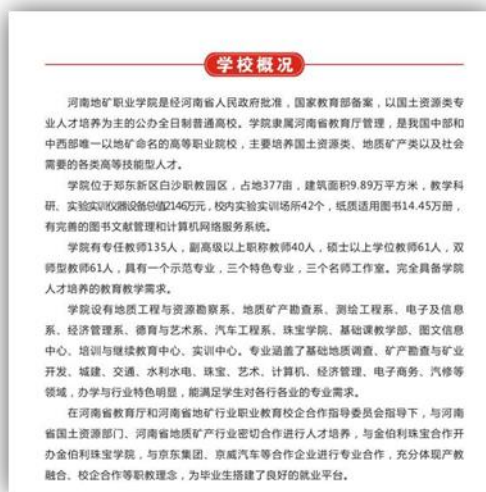 学校概况
河南地矿职业学院是经河南省人民政府批准，国家教育部备案，以国土资源类专
业人才培养为主的公办全日制普通高校。学院隶属河南省教育厅管理，是我国中部和
中西部唯一以地矿命名的高等职业院校，主要培养国土资源类、地质矿产类以及社会
需要的各类高等技能型人才。
学院位于郑东新区白沙职教园区，占地377亩，建筑面积9.89万平方米，教学科
研、实验实训仪器设备总值2146万元，校内实验实训场所42个，纸质适用图书14.45万册，
有完善的图书文献管理和计算机网络服务系统。
学院有专任教师135人，副高级以上职称教师40人，硕士以上学位教师61人，双
师型教师61人，具有一个示范专业，三个特色专业，三个名师工作室。完全具备学院
人才培养的教育教学需求。
学院设有地质工程与资源勘察系、地质矿产勘查系、测绘工程系、电子及信息
系、经济管理系、德育与艺术系、汽车工程系、珠宝学院、基础课教学部、图文信息
中心、培训与继续教育中心、实训中心。专业涵盖了基础地质调查、矿产勘查与矿业
开发、城建、交通、水利水电、珠宝、艺术、计算机、经济管理、电子商务、汽修等
领域，办学与行业特色明显，能满足学生对各行各业的专业需求。
在河南省教育厅和河南省地矿行业职业教育校企合作指导委员会指导下，与河南
省国土资源部门、河南省地质矿产行业密切合作进行人才培养，与金伯利珠宝合作开
办金伯利珠宝学院，与京东集团、京威汽车等合作企业进行专业合作，充分体现产教
融合、校企合作等职教理念，为毕业生搭建了良好的就业平台。